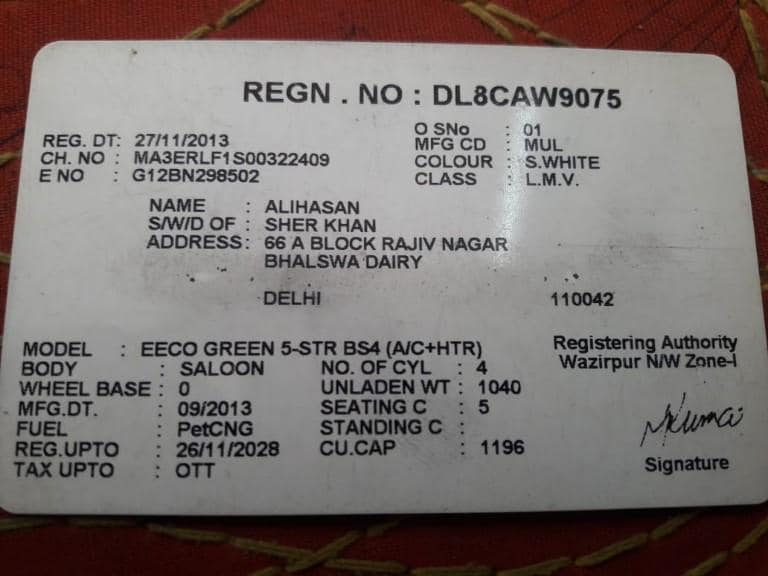 REGN . NO : DL8CAW9075
REG. DT: 27/11/2013 O SNo : 01
CH. NO : MA3ERLF1S00322409 MFG CD : MUL
E NO : G12BN298502 COLOUR : S.WHITE
CLASS : L.M.V.
NAME : ALIHASAN
S/W/D OF : SHER KHAN
ADDRESS : 66 A BLOCK RAJIV NAGAR
BHALSWA DAIRY
DELHI 110042
MODEL : EECO GREEN 5-STR BS4 (A/C+HTR)
BODY : SALOON NO. OF CYL : 4
WHEEL BASE : 0 UNLADEN WT : 1040
MFG.DT. : 09/2013 SEATING C : 5
FUEL : PetCNG STANDING C :
REG.UPTO : 26/11/2028 CU.CAP : 1196
TAX UPTO : OTT
Registering Authority
Wazirpur N/W Zone-I
NKumar
Signature